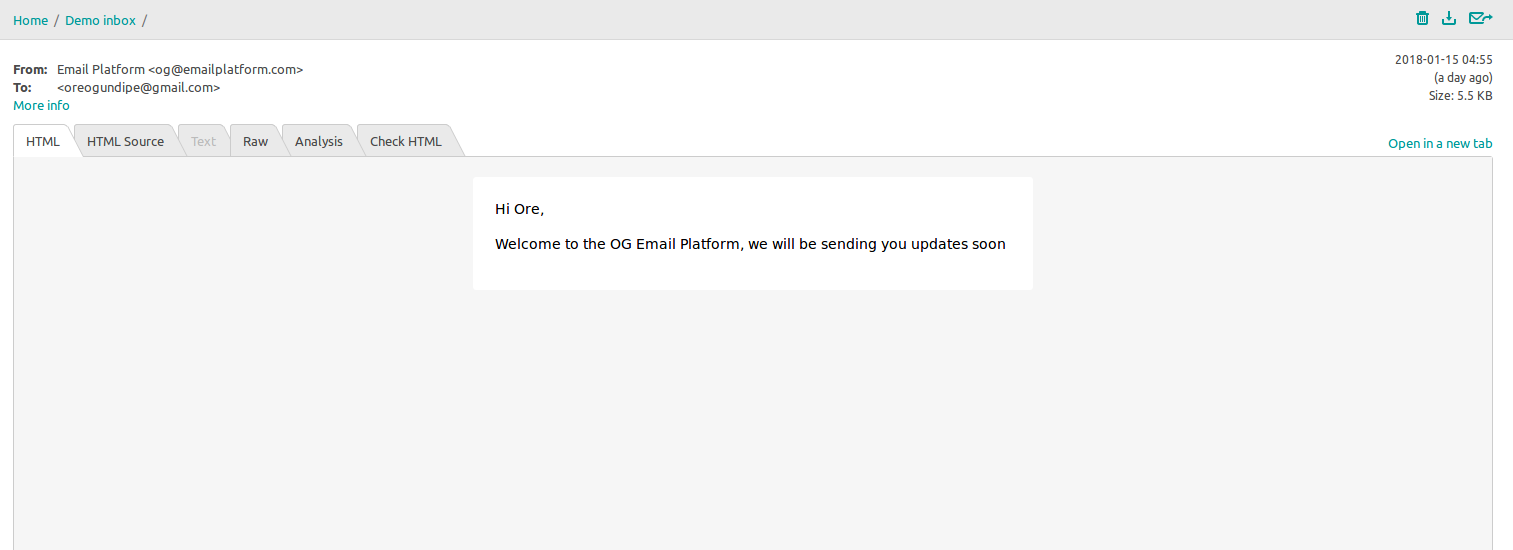 Home / Demo inbox /
From: Email Platform <og@emailplatform.com>
To: <oreogundipe@gmail.com>
More info
2018-01-15 04:55
(a day ago)
Size: 5.5 KB
HTML HTML Source Text Raw Analysis Check HTML
Open in a new tab
Hi Ore,
Welcome to the OG Email Platform, we will be sending you updates soon